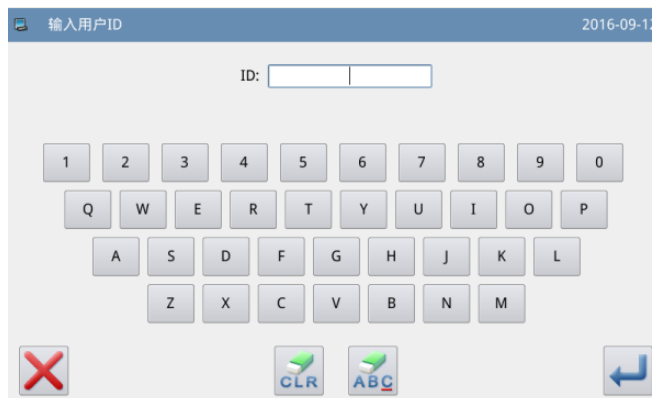 输入用户ID 2016-09-12
ID:
1 2 3 4 5 6 7 8 9 0
Q W E R T Y U I O P
A S D F G H J K L
Z X C V B N M
CLR ABC